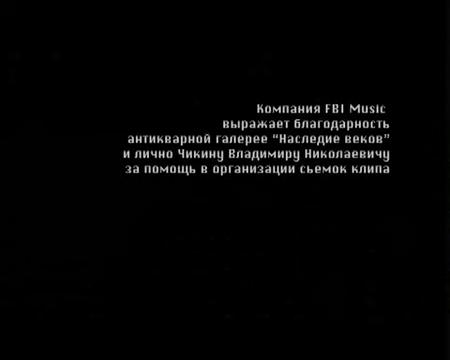 Компания FBI Music
выражает благодарность
антикварной галерее “Наследие веков”
и лично Чикину Владимиру Николаевичу
за помощь в организации сьемок клипа